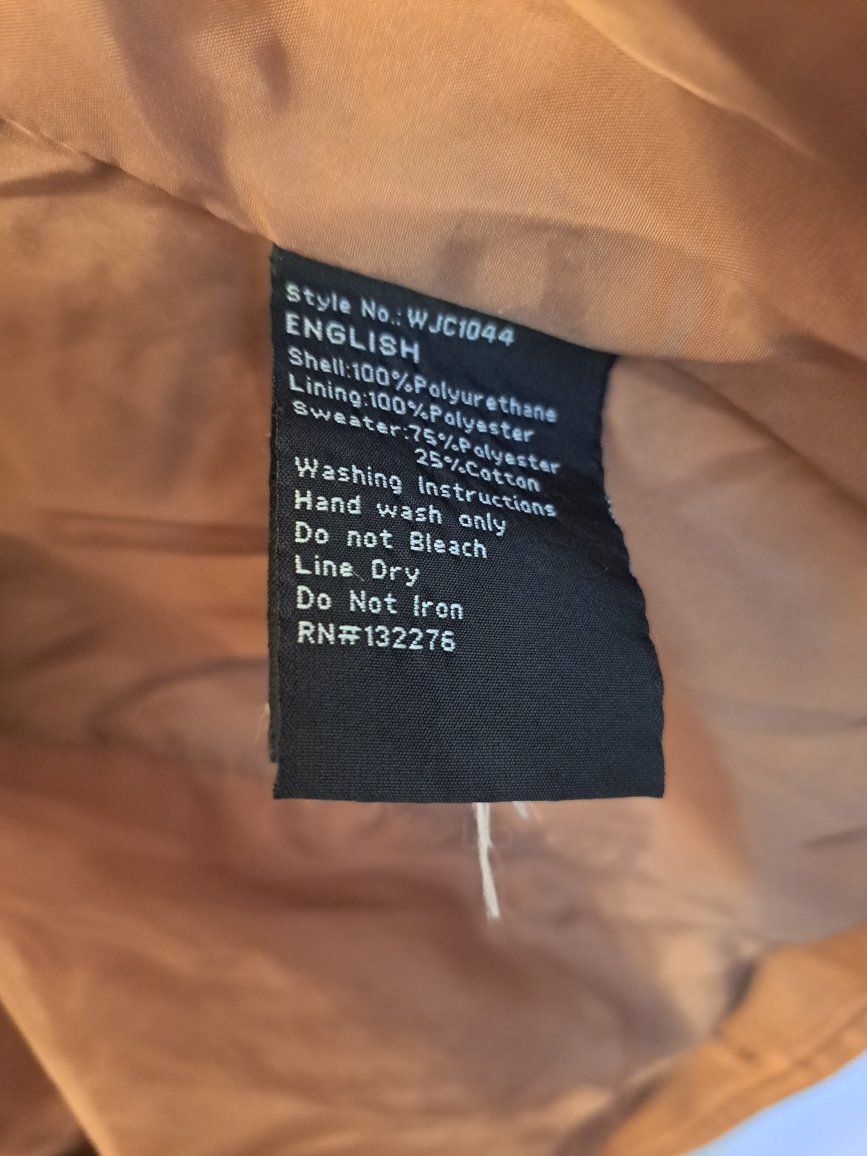 Style No.: WJC1044
ENGLISH
Shell:100%Polyurethane
Lining:100%Polyester
Sweater:75%Polyester
25%Cotton
Washing Instructions
Hand wash only
Do not Bleach
Line Dry
Do Not Iron
RN#132276